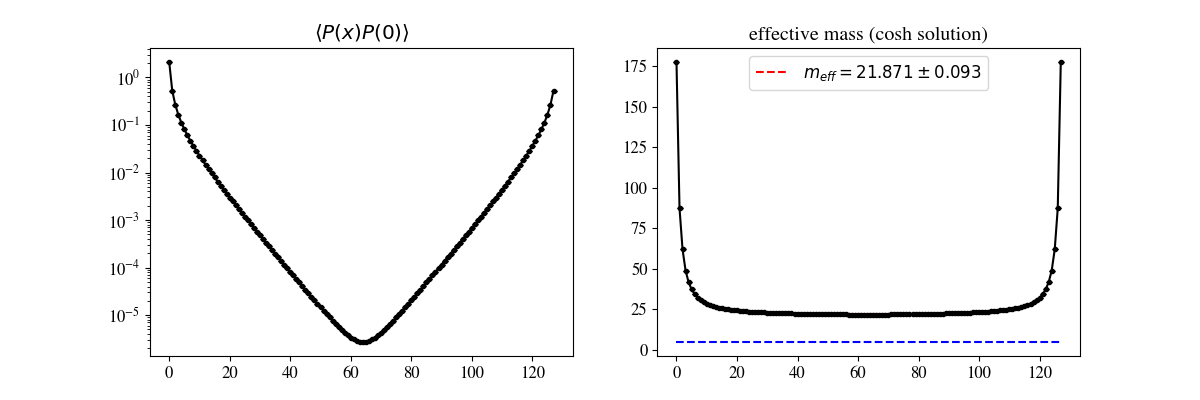 ⟨P(x)P(0)⟩
10⁰
10⁻¹
10⁻²
10⁻³
10⁻⁴
10⁻⁵
0 20 40 60 80 100 120
effective mass (cosh solution)
m_eff = 21.871 ± 0.093
175
150
125
100
75
50
25
0
0 20 40 60 80 100 120